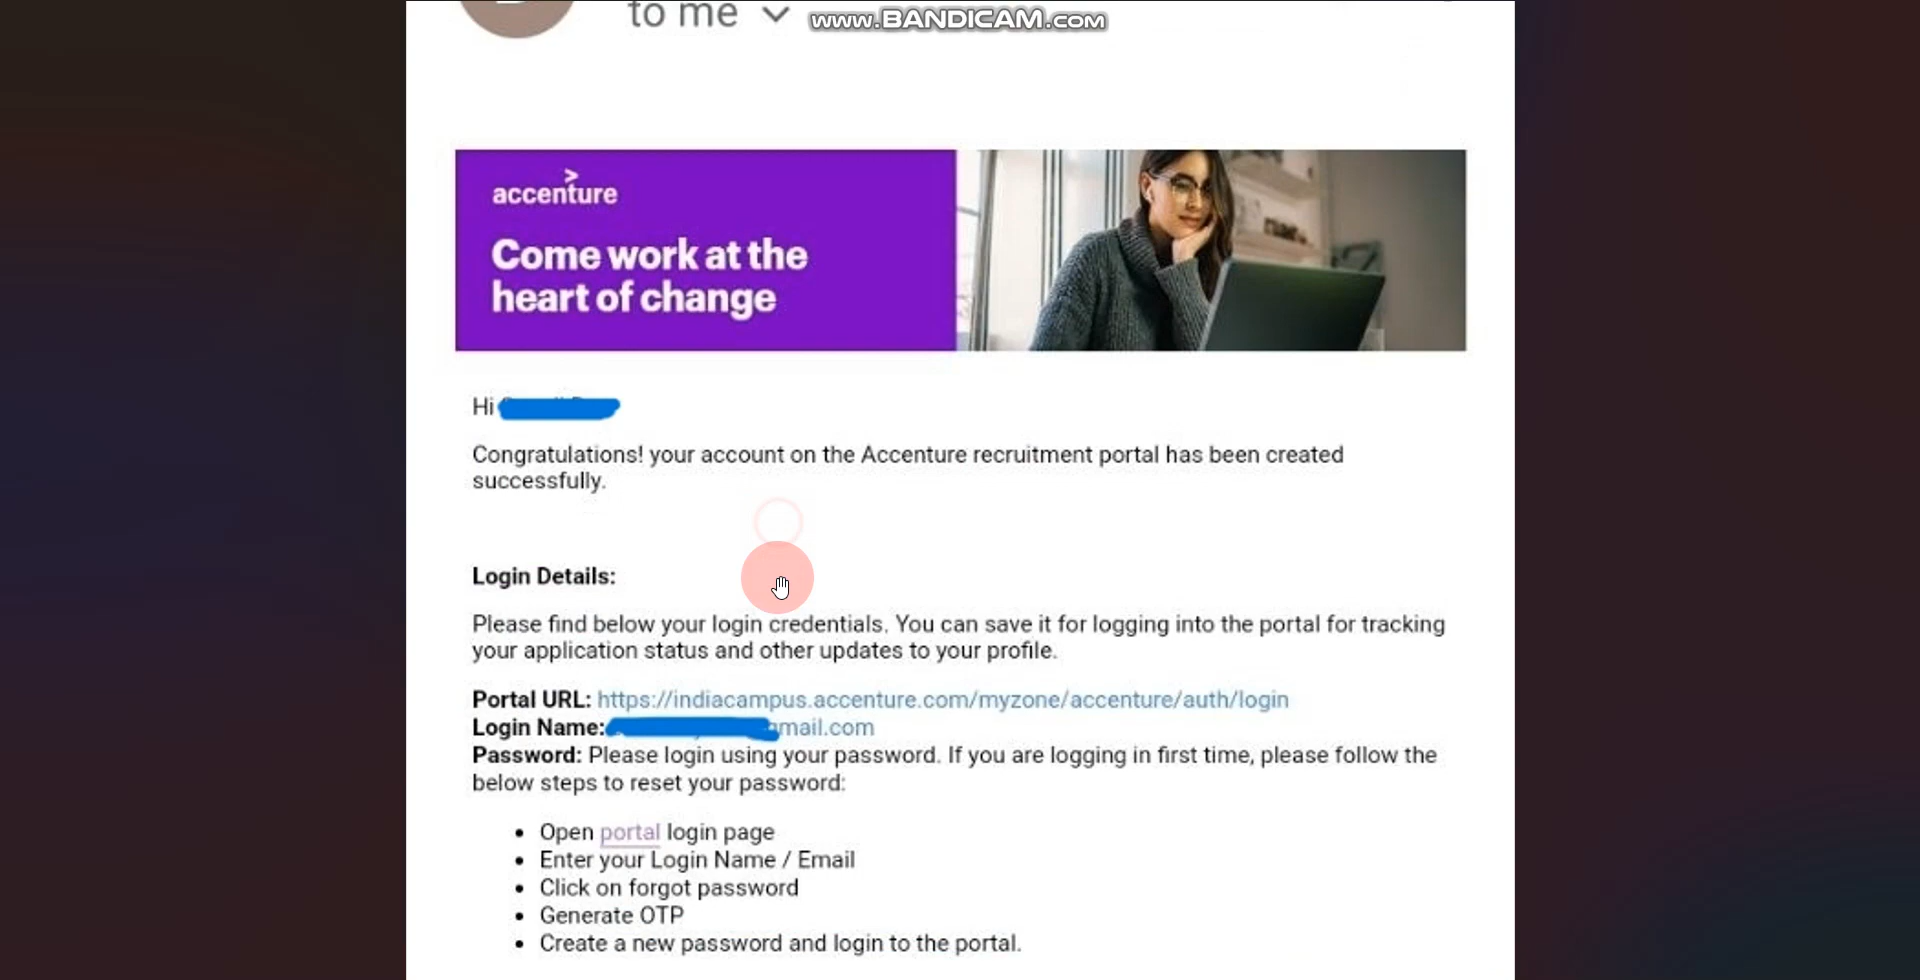 to me
www.BANDICAM.com
accenture
Come work at the
heart of change
Hi
Congratulations! your account on the Accenture recruitment portal has been created
successfully.
Login Details:
Please find below your login credentials. You can save it for logging into the portal for tracking
your application status and other updates to your profile.
Portal URL: https://indiacampus.accenture.com/myzone/accenture/auth/login
Login Name: gmail.com
Password: Please login using your password. If you are logging in first time, please follow the
below steps to reset your password:
• Open portal login page
• Enter your Login Name / Email
• Click on forgot password
• Generate OTP
• Create a new password and login to the portal.